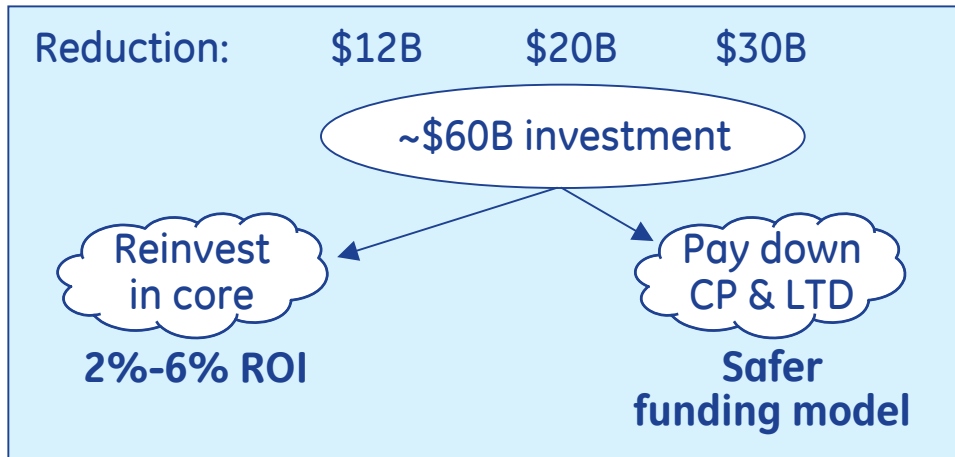 Reduction: $12B $20B $30B
~$60B investment
Reinvest
in core
2%-6% ROI
Pay down
CP & LTD
Safer
funding model